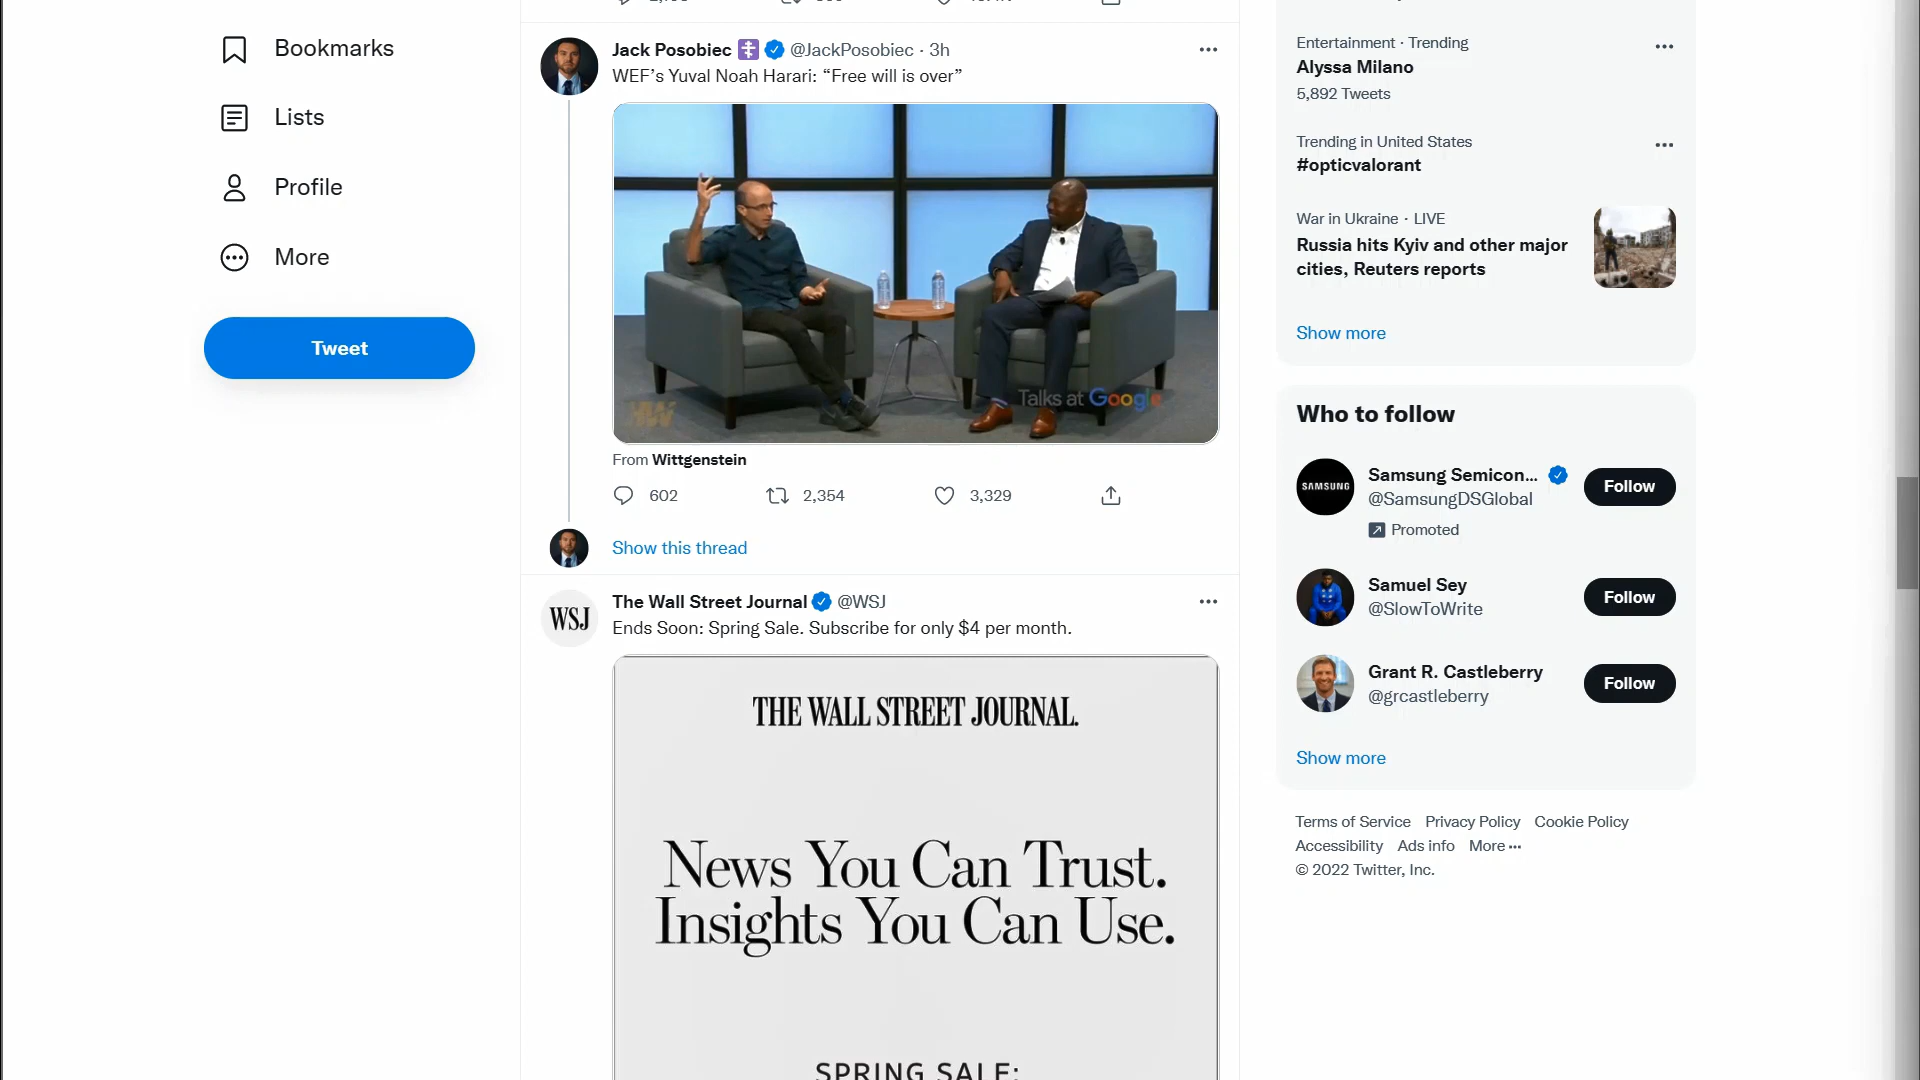 Bookmarks
Lists
Profile
More
Tweet
Jack Posobiec @JackPosobiec · 3h
WEF’s Yuval Noah Harari: “Free will is over”
Talks at Google
From Wittgenstein
602 2,354 3,329
Show this thread
The Wall Street Journal @WSJ
Ends Soon: Spring Sale. Subscribe for only $4 per month.
THE WALL STREET JOURNAL.
News You Can Trust.
Insights You Can Use.
SPRING SALE:
WSJ
Entertainment · Trending
Alyssa Milano
5,892 Tweets
Trending in United States
#opticvalorant
War in Ukraine · LIVE
Russia hits Kyiv and other major
cities, Reuters reports
Show more
Who to follow
SAMSUNG
Samsung Semicon...
@SamsungDSGlobal
Promoted
Follow
Samuel Sey
@SlowToWrite
Follow
Grant R. Castleberry
@grcastleberry
Follow
Show more
Terms of Service Privacy Policy Cookie Policy
Accessibility Ads info More ···
© 2022 Twitter, Inc.